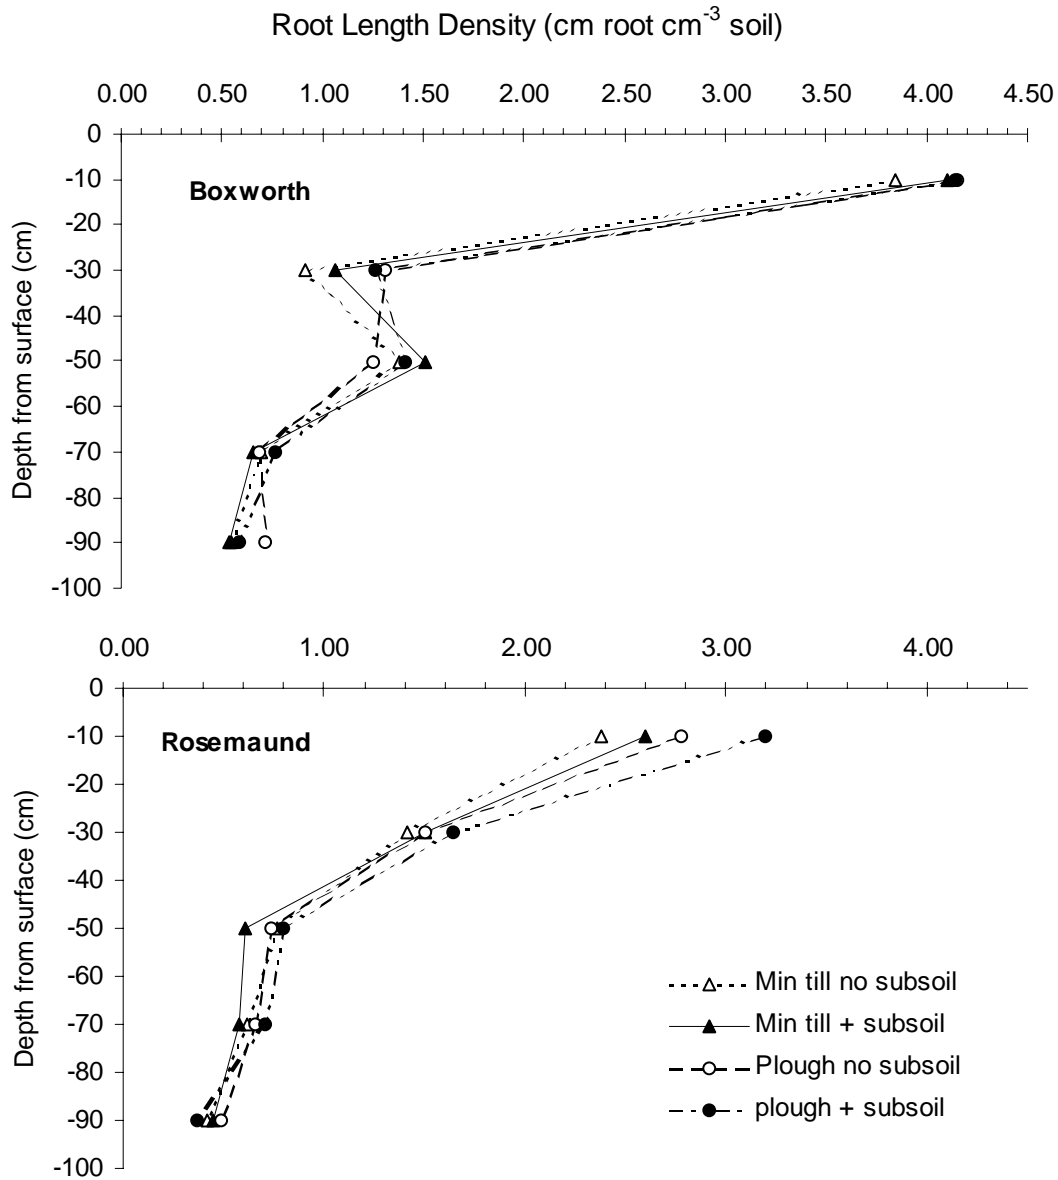 Root Length Density (cm root cm⁻³ soil)
0.00 0.50 1.00 1.50 2.00 2.50 3.00 3.50 4.00 4.50
0
-10
-20
-30
-40
-50
-60
-70
-80
-90
-100
Depth from surface (cm)
Boxworth
0.00 1.00 2.00 3.00 4.00
0
-10
-20
-30
-40
-50
-60
-70
-80
-90
-100
Depth from surface (cm)
Rosemaund
Min till no subsoil
Min till + subsoil
Plough no subsoil
plough + subsoil